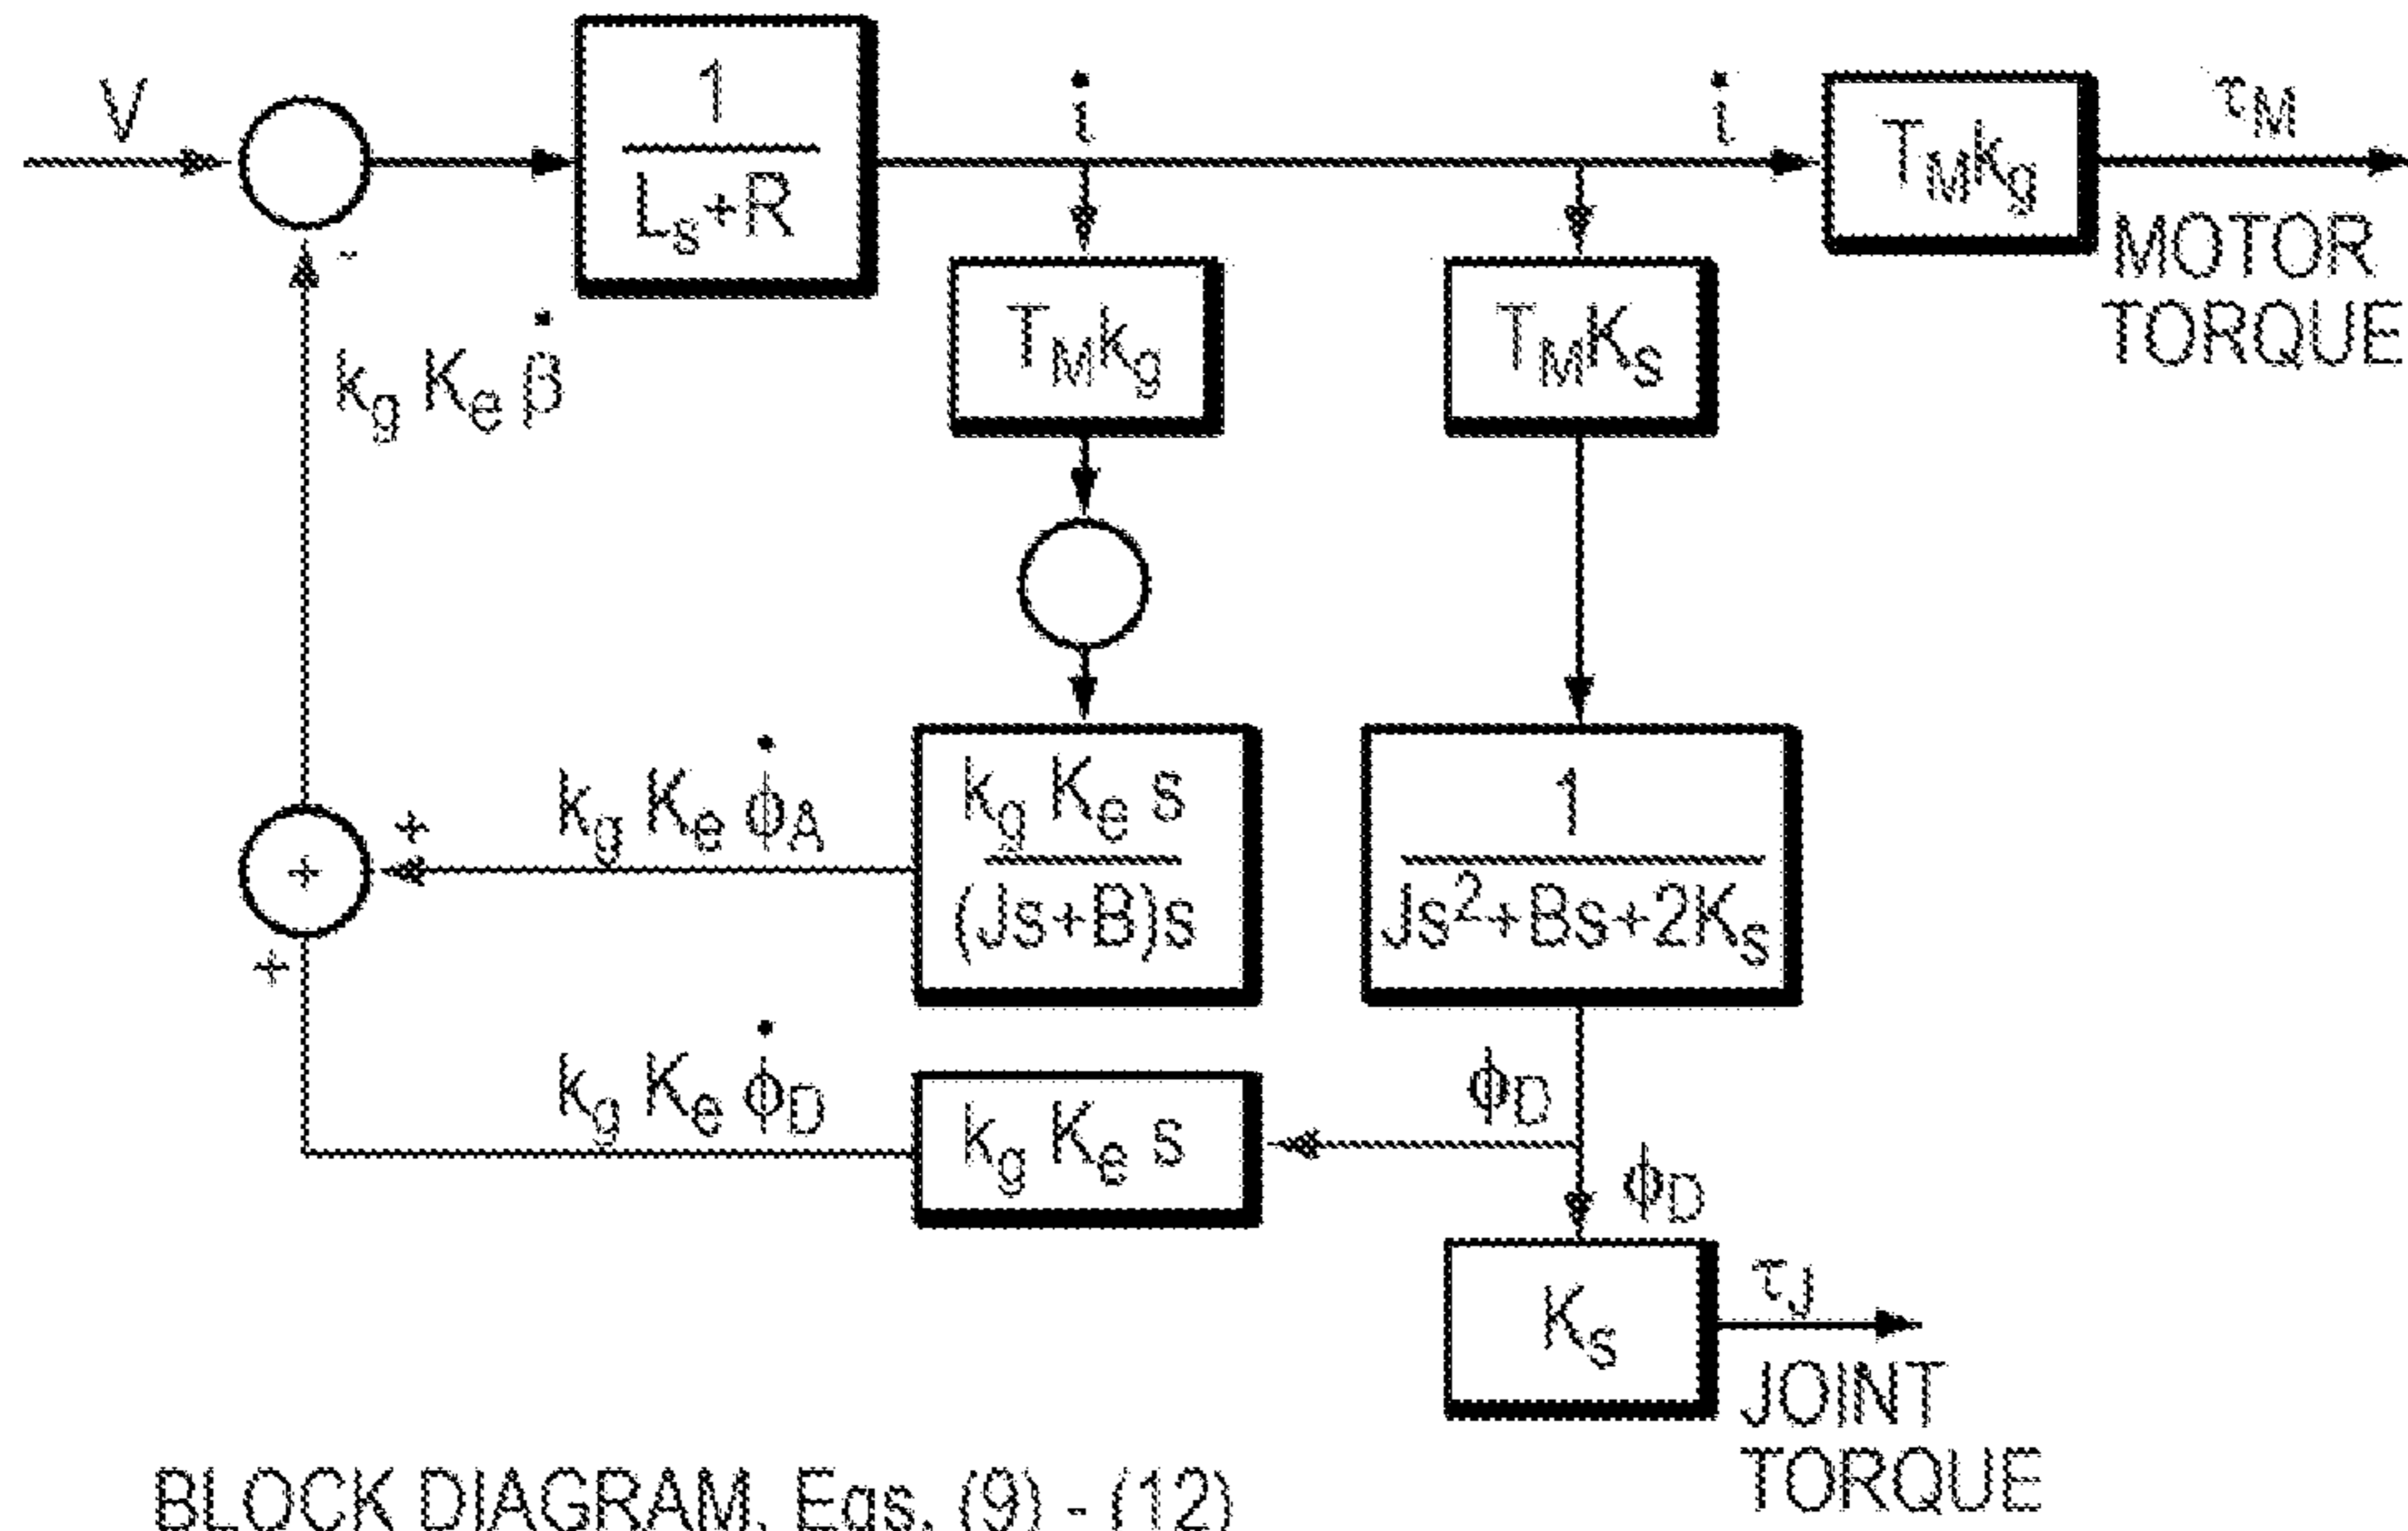 V
-
1
Ls+R
i
i
TMkg
τM
MOTOR
TORQUE
kg Ke β̇
TMkg
TMKs
+
+
+
kg Ke ϕ̇A
kg Ke s
(Js+B)s
1
Js²+Bs+2Ks
kg Ke ϕ̇D
kg Ke s
ϕD
ϕD
Ks
τJ
JOINT
TORQUE
BLOCK DIAGRAM, Eqs. (9) - (12)